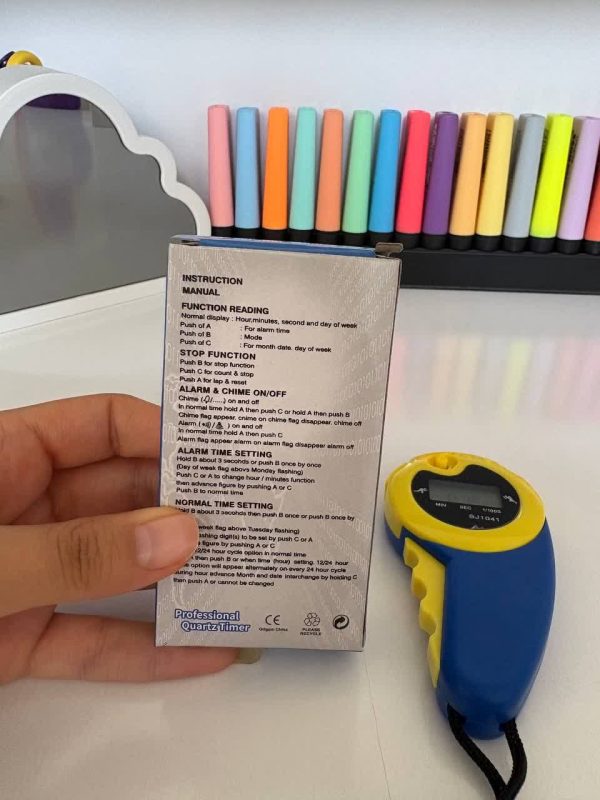 INSTRUCTION
MANUAL
FUNCTION READING
Normal display : Hour,minutes, second and day of week
Push of A : For alarm time
Push of B : Mode
Push of C : For month date. day of week
STOP FUNCTION
Push B for stop function
Push C for count & stop
Push A for lap & reset
ALARM & CHIME ON/OFF
Chime ( /.....) on and off
In normal time hold A then push C or hold A then push B
Chime flag appear. cnime on chime flag disappear. chime off
Alarm ( / ) on and off
In normal time hold A then push C
Alarm flag appear alarm on alarm flag disappear alarm off
ALARM TIME SETTING
Hold B about 3 seconds or push B once by once
(Day of week flag abovs Monday flashing)
Push C or A to change hour / minutes function
then advance figure by pushing A or C
Push B to normal time
NORMAL TIME SETTING
Hold B about 3 seconds then push B once or push B once by
week flag above Tuesday flashing)
ashing digit(s) to be set by push C or A
figure by pushing A or C
12/24 hour cycle option in normal time
then push B or when time (hour) setting. 12/24 hour
option will appear altermately on every 24 hour cycle
during hour advance Month and date interchange by holding C
then push A or cannot be changed
Professional
Quartz Timer
CE
China
PLEASE
RECYCLE
MIN SEC 1/100S
SJ1041